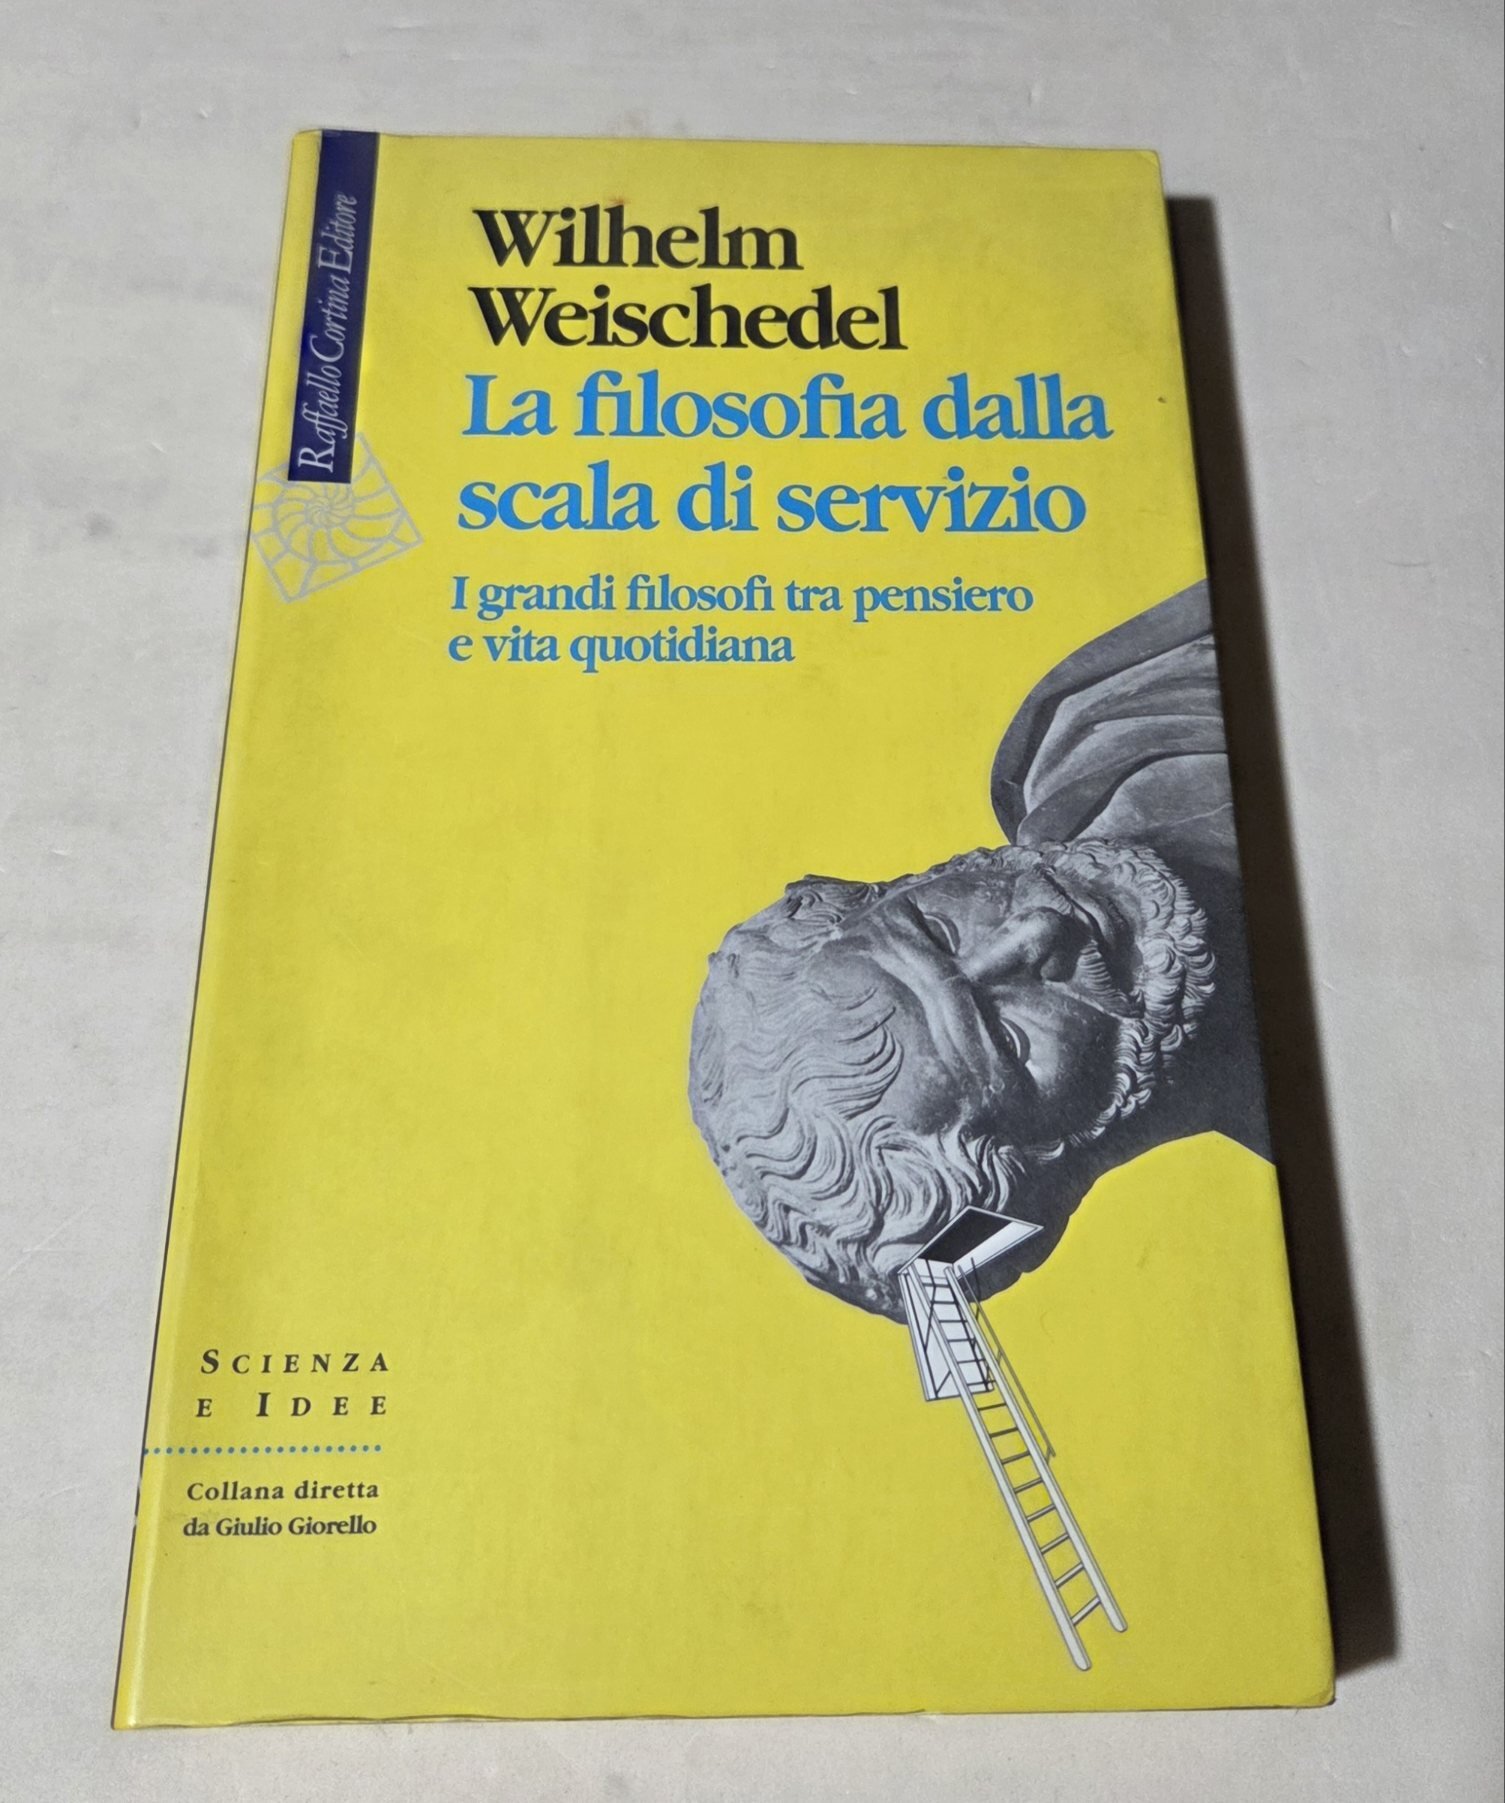 Raffaello Cortina Editore
Wilhelm
Weischedel
La filosofia dalla
scala di servizio
I grandi filosofi tra pensiero
e vita quotidiana
SCIENZA
E IDEE
Collana diretta
da Giulio Giorello